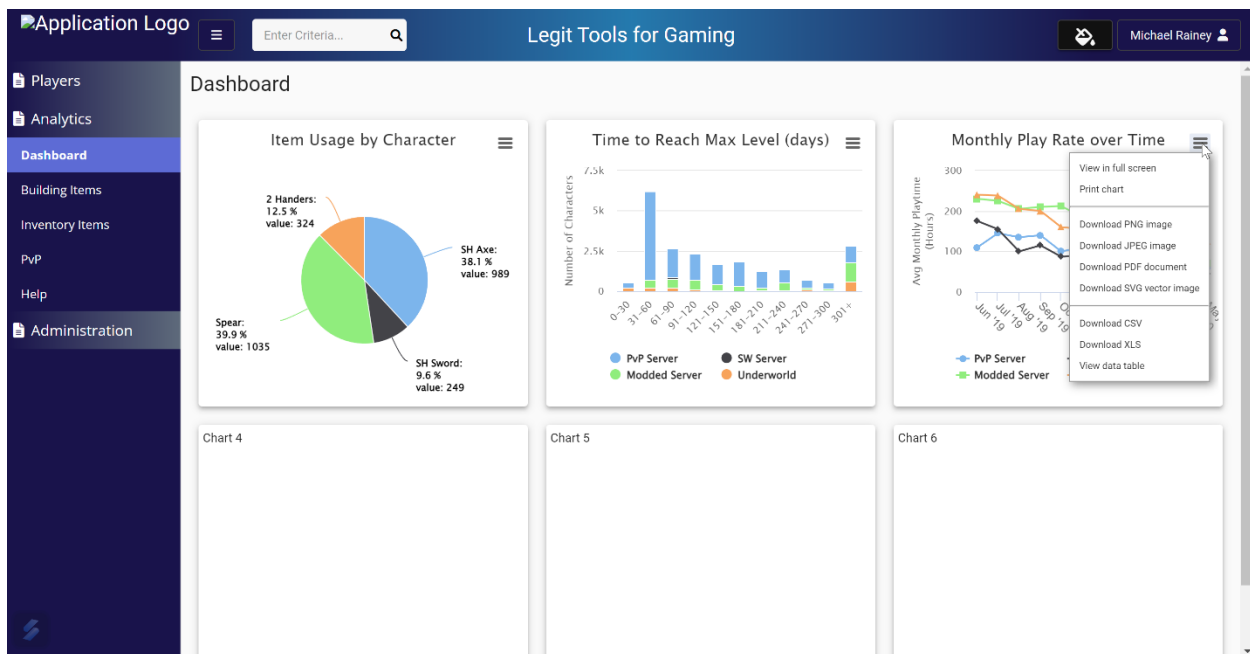 Application Logo
Enter Criteria...
Legit Tools for Gaming
Michael Rainey
Players
Analytics
Dashboard
Building Items
Inventory Items
PvP
Help
Administration
Dashboard
Item Usage by Character
2 Handers:
12.5 %
value: 324
SH Axe:
38.1 %
value: 989
Spear:
39.9 %
value: 1035
SH Sword:
9.6 %
value: 249
Time to Reach Max Level (days)
Number of Characters
7.5k
5k
2.5k
0
0-30
31-60
61-90
91-120
121-150
151-180
181-210
211-240
241-270
271-300
301+
PvP Server
SW Server
Modded Server
Underworld
Monthly Play Rate over Time
Avg Monthly Playtime
(Hours)
300
200
100
0
Jun '19
Jul '19
Aug '19
Sep '19
PvP Server
Modded Server
View in full screen
Print chart
Download PNG image
Download JPEG image
Download PDF document
Download SVG vector image
Download CSV
Download XLS
View data table
Chart 4
Chart 5
Chart 6